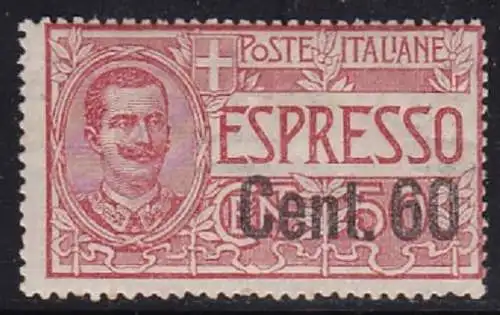 POSTE ITALIANE
ESPRESSO
Cent. 60